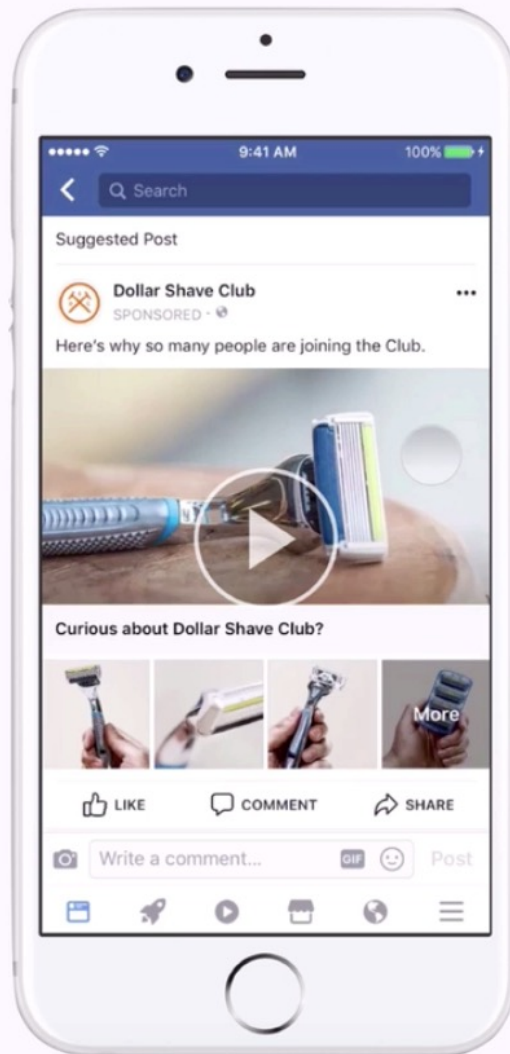 9:41 AM
100%
Search
Suggested Post
Dollar Shave Club
SPONSORED ·
Here's why so many people are joining the Club.
Curious about Dollar Shave Club?
More
LIKE
COMMENT
SHARE
Write a comment...
GIF
Post